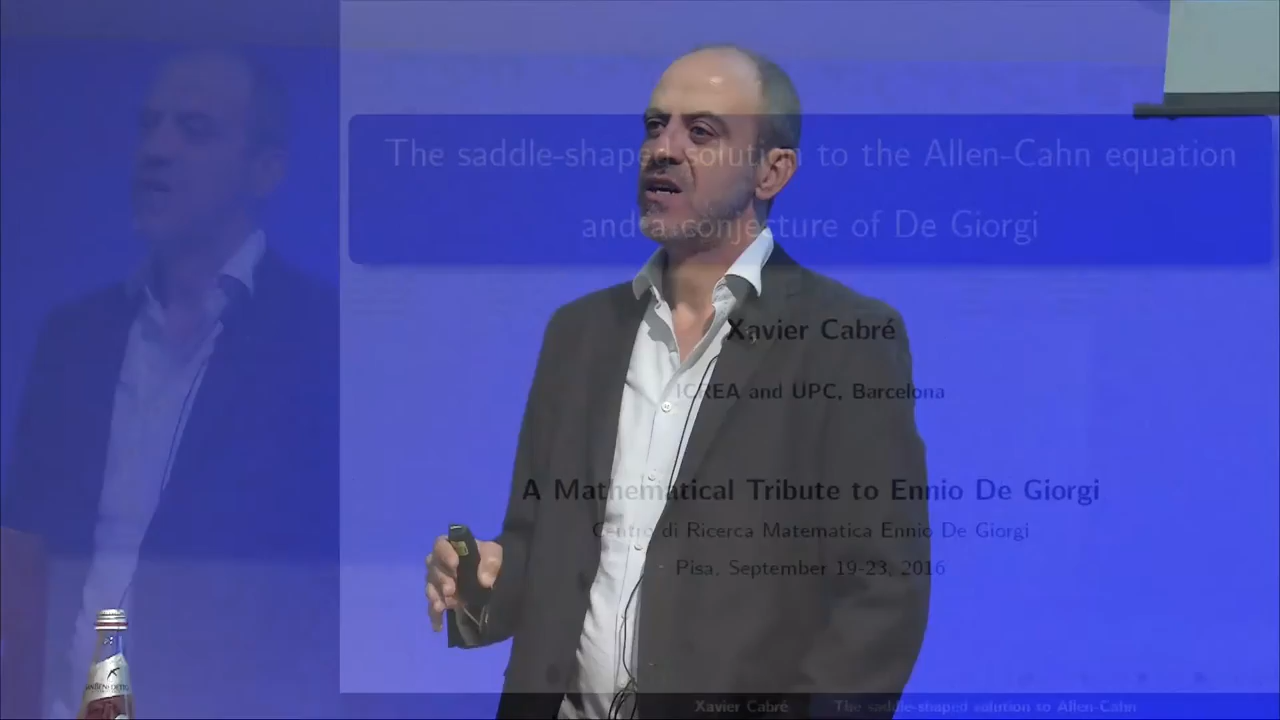 The saddle-shaped solution to the Allen-Cahn equation
and a conjecture of De Giorgi
Xavier Cabré
ICREA and UPC, Barcelona
A Mathematical Tribute to Ennio De Giorgi
Centro di Ricerca Matematica Ennio De Giorgi
Pisa, September 19-23, 2016
Xavier Cabré The saddle-shaped solution to Allen-Cahn